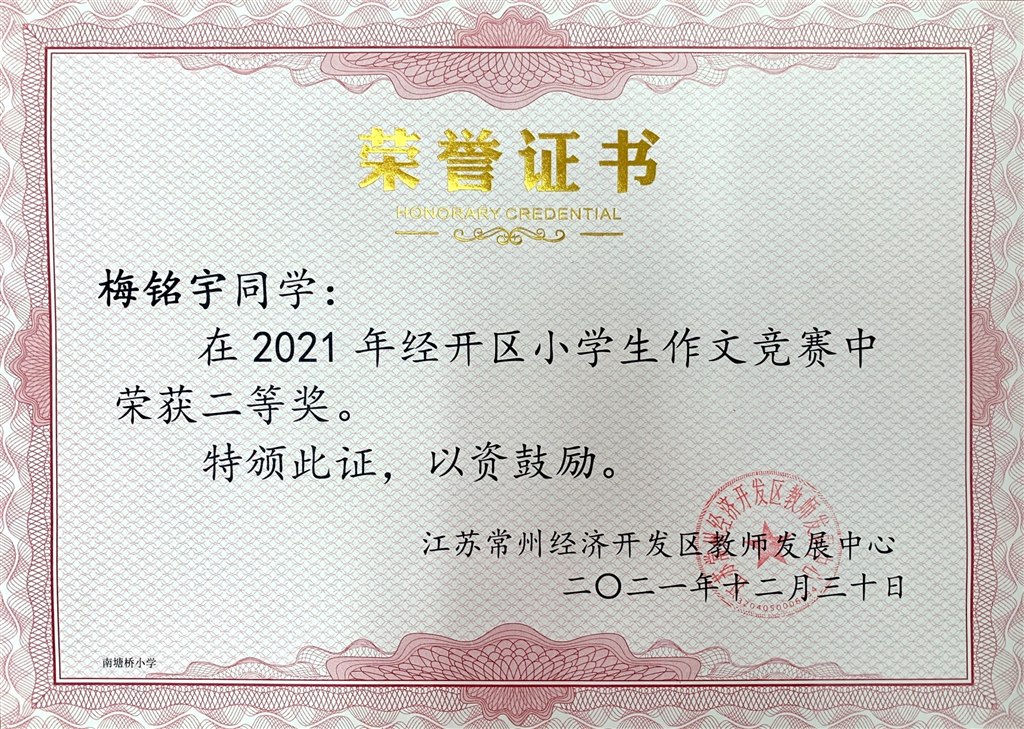 荣誉证书
HONORARY CREDENTIAL
梅铭宇同学:
在 2021 年经开区小学生作文竞赛中
荣获二等奖。
特颁此证，以资鼓励。
江苏常州经济开发区教师发展中心
二〇二一年十二月三十日
南塘桥小学